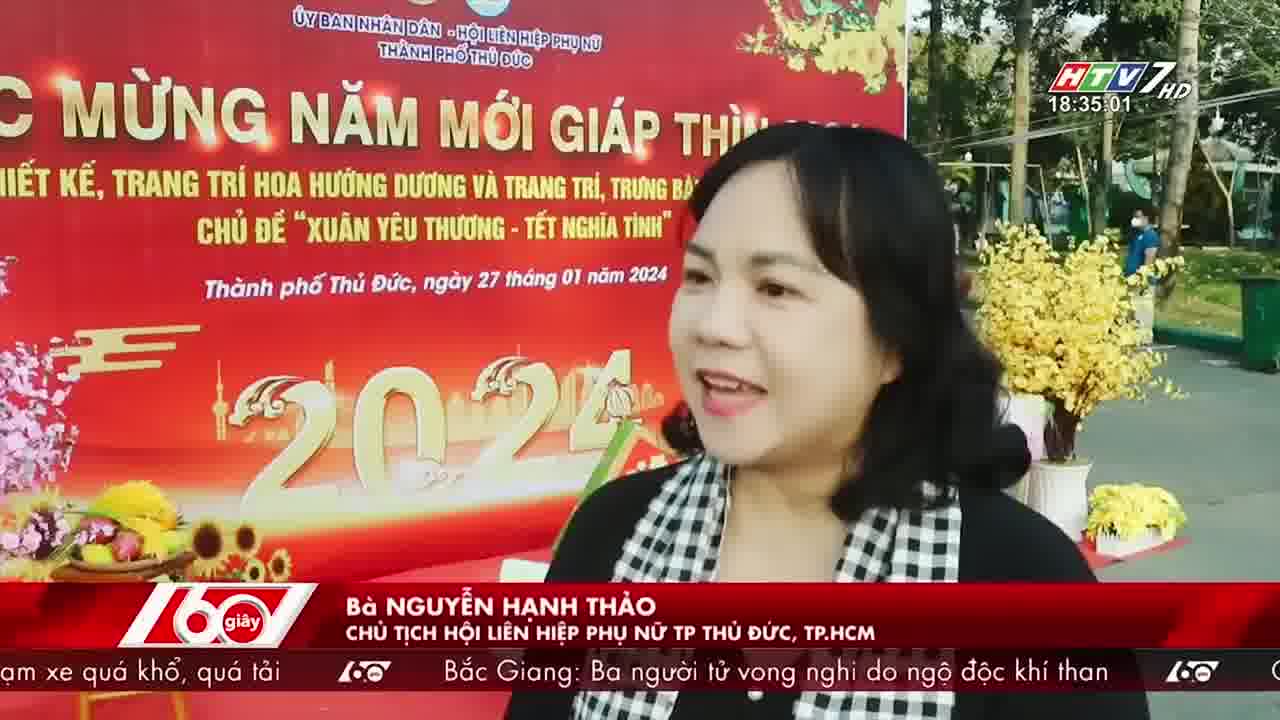 ỦY BAN NHÂN DÂN - HỘI LIÊN HIỆP PHỤ NỮ
THÀNH PHỐ THỦ ĐỨC
HTV7 HD
18:35:01
C MỪNG NĂM MỚI GIÁP THÌN
HIẾT KẾ, TRANG TRÍ HOA HƯỚNG DƯƠNG VÀ TRANG TRÍ, TRƯNG BÀ
CHỦ ĐỀ “XUÂN YÊU THƯƠNG - TẾT NGHĨA TÌNH”
Thành phố Thủ Đức, ngày 27 tháng 01 năm 2024
2024
60 giây
Bà NGUYỄN HẠNH THẢO
CHỦ TỊCH HỘI LIÊN HIỆP PHỤ NỮ TP THỦ ĐỨC, TP.HCM
ạm xe quá khổ, quá tải 60 Bắc Giang: Ba người tử vong nghi do ngộ độc khí than 60